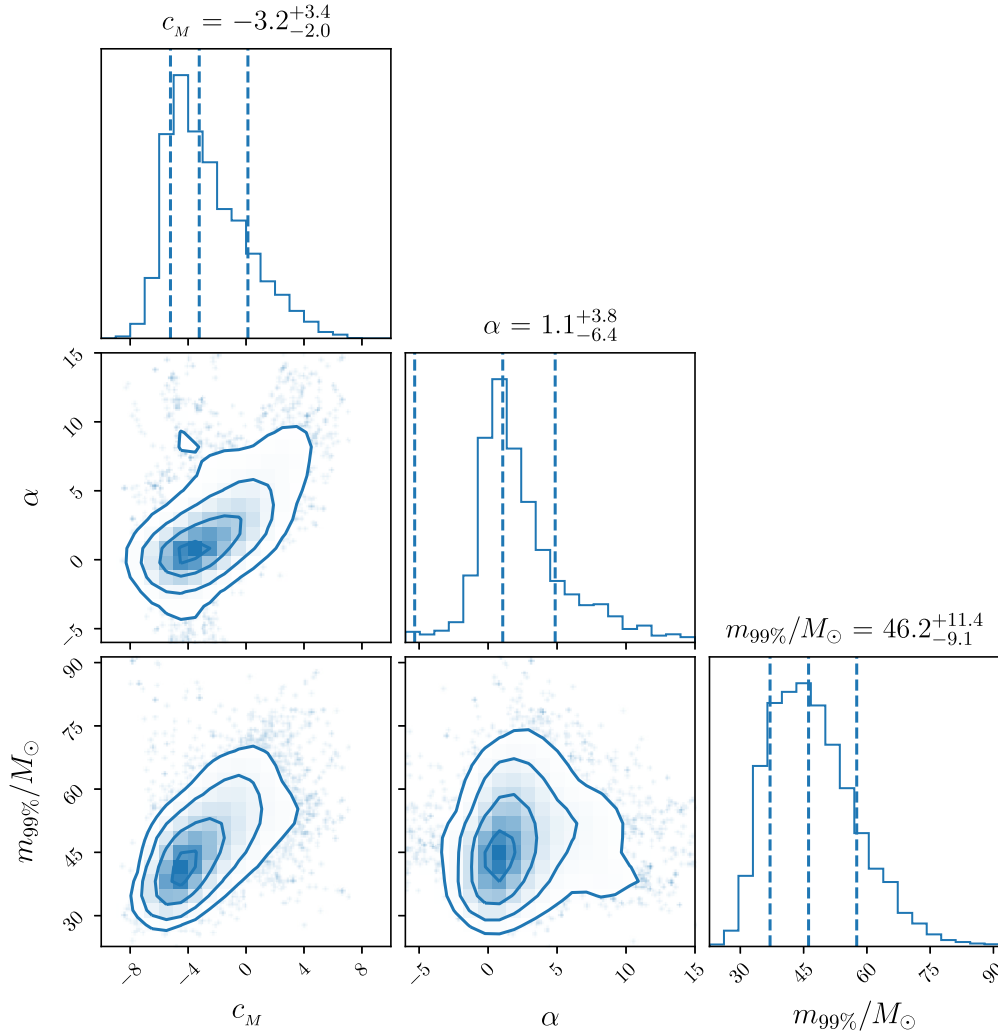 c_M = −3.2^{+3.4}_{−2.0}
α = 1.1^{+3.8}_{−6.4}
m_{99%}/M_⊙ = 46.2^{+11.4}_{−9.1}
15
10
5
0
−5
α
90
75
60
45
30
m_{99%}/M_⊙
−8 −4 0 4 8
c_M
−5 0 5 10 15
α
30 45 60 75 90
m_{99%}/M_⊙